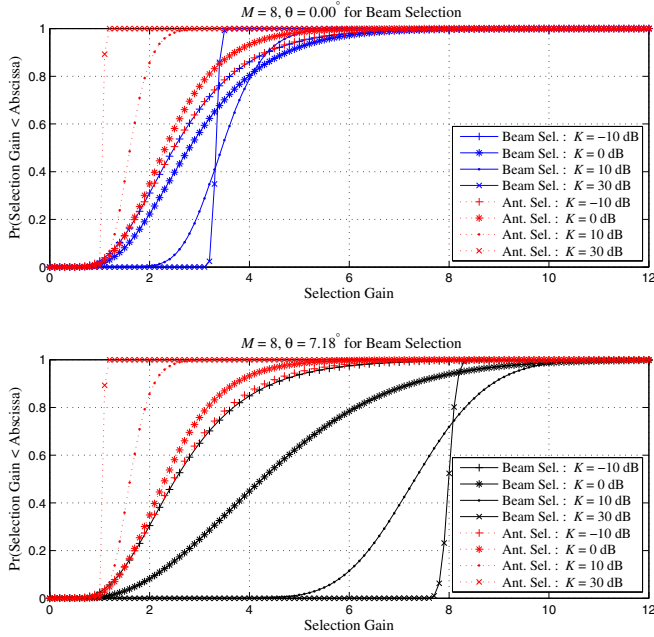 M = 8, θ = 0.00° for Beam Selection
Pr(Selection Gain < Abscissa)
1
0.8
0.6
0.4
0.2
0
Beam Sel. : K = −10 dB
Beam Sel. : K = 0 dB
Beam Sel. : K = 10 dB
Beam Sel. : K = 30 dB
Ant. Sel. : K = −10 dB
Ant. Sel. : K = 0 dB
Ant. Sel. : K = 10 dB
Ant. Sel. : K = 30 dB
0 2 4 6 8 10 12
Selection Gain
M = 8, θ = 7.18° for Beam Selection
Pr(Selection Gain < Abscissa)
1
0.8
0.6
0.4
0.2
0
Beam Sel. : K = −10 dB
Beam Sel. : K = 0 dB
Beam Sel. : K = 10 dB
Beam Sel. : K = 30 dB
Ant. Sel. : K = −10 dB
Ant. Sel. : K = 0 dB
Ant. Sel. : K = 10 dB
Ant. Sel. : K = 30 dB
0 2 4 6 8 10 12
Selection Gain